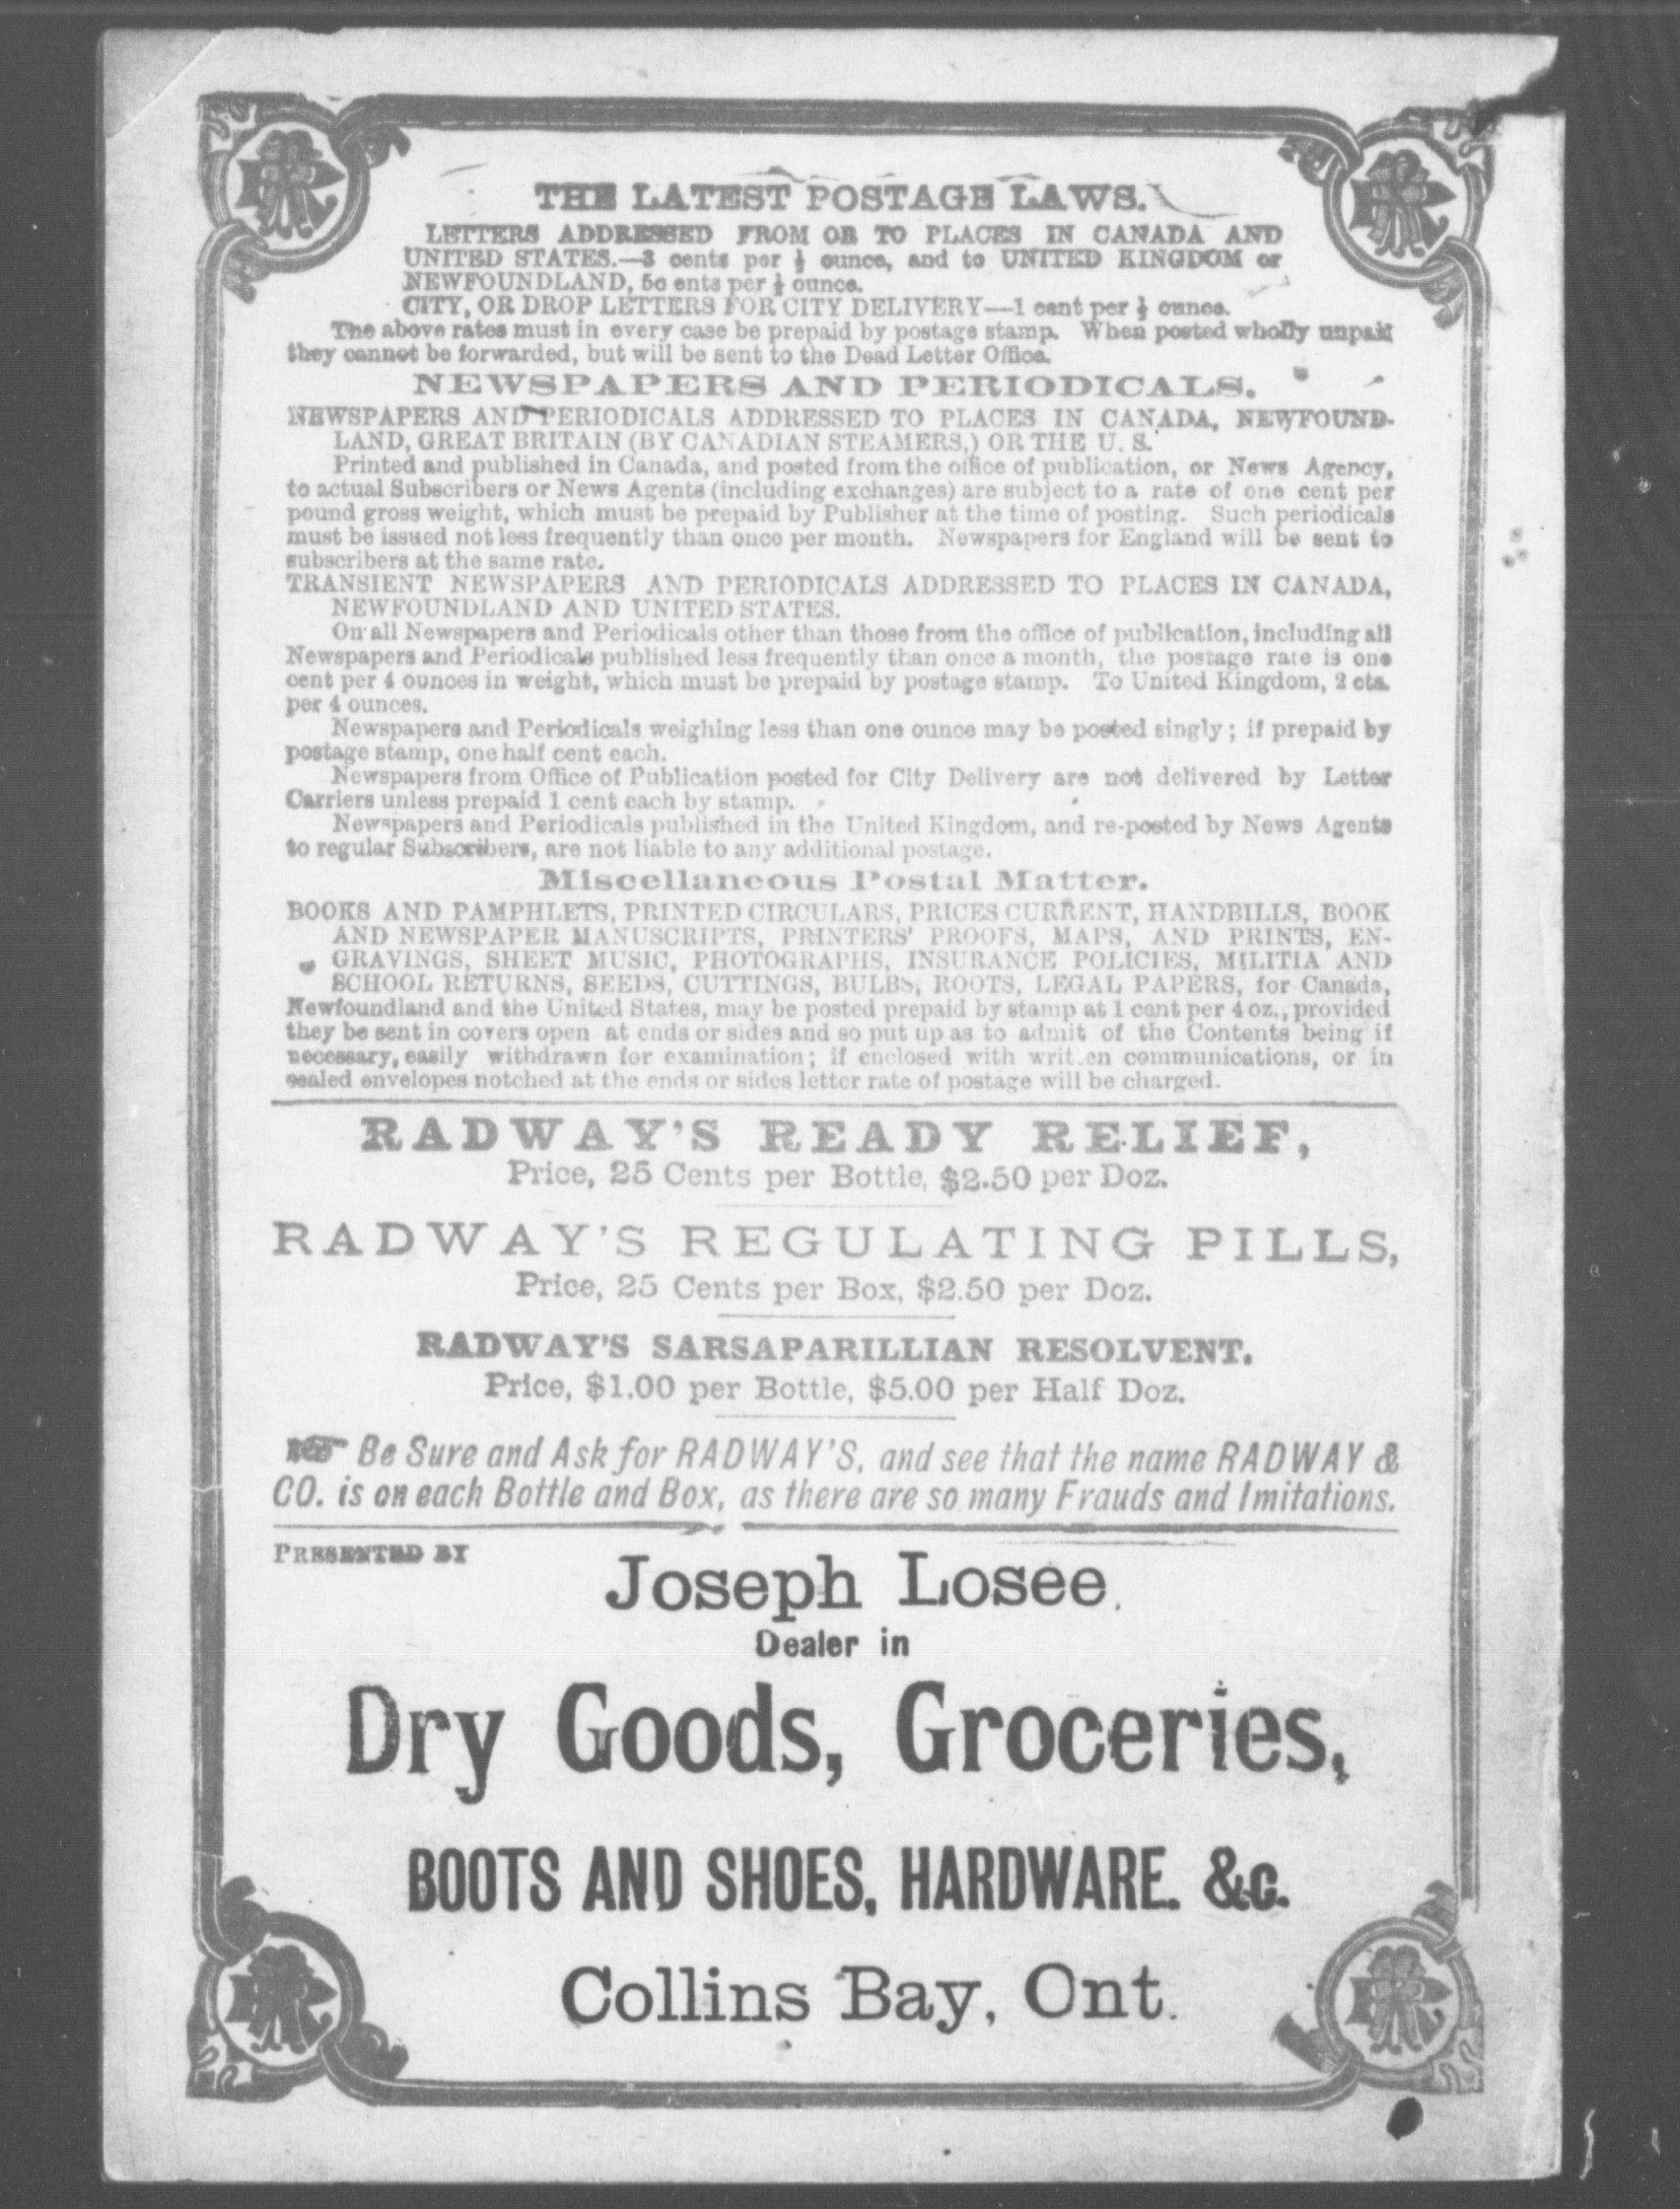 THE LATEST POSTAGE LAWS.
LETTERS ADDRESSED FROM OR TO PLACES IN CANADA AND
UNITED STATES.—3 cents per ½ ounce, and to UNITED KINGDOM or
NEWFOUNDLAND, 5c ents per ½ ounce.
CITY, OR DROP LETTERS FOR CITY DELIVERY—1 cent per ½ ounce.
The above rates must in every case be prepaid by postage stamp. When posted wholly unpaid
they cannot be forwarded, but will be sent to the Dead Letter Office.
NEWSPAPERS AND PERIODICALS.
NEWSPAPERS AND PERIODICALS ADDRESSED TO PLACES IN CANADA, NEWFOUND-
LAND, GREAT BRITAIN (BY CANADIAN STEAMERS,) OR THE U. S.
Printed and published in Canada, and posted from the office of publication, or News Agency,
to actual Subscribers or News Agents (including exchanges) are subject to a rate of one cent per
pound gross weight, which must be prepaid by Publisher at the time of posting. Such periodicals
must be issued not less frequently than once per month. Newspapers for England will be sent to
subscribers at the same rate.
TRANSIENT NEWSPAPERS AND PERIODICALS ADDRESSED TO PLACES IN CANADA,
NEWFOUNDLAND AND UNITED STATES.
On all Newspapers and Periodicals other than those from the office of publication, including all
Newspapers and Periodicals published less frequently than once a month, the postage rate is one
cent per 4 ounces in weight, which must be prepaid by postage stamp. To United Kingdom, 2 cts.
per 4 ounces.
Newspapers and Periodicals weighing less than one ounce may be posted singly; if prepaid by
postage stamp, one half cent each.
Newspapers from Office of Publication posted for City Delivery are not delivered by Letter
Carriers unless prepaid 1 cent each by stamp.
Newspapers and Periodicals published in the United Kingdom, and re-posted by News Agents
to regular Subscribers, are not liable to any additional postage.
Miscellaneous Postal Matter.
BOOKS AND PAMPHLETS, PRINTED CIRCULARS, PRICES CURRENT, HANDBILLS, BOOK
AND NEWSPAPER MANUSCRIPTS, PRINTERS' PROOFS, MAPS, AND PRINTS, EN-
GRAVINGS, SHEET MUSIC, PHOTOGRAPHS, INSURANCE POLICIES, MILITIA AND
SCHOOL RETURNS, SEEDS, CUTTINGS, BULBS, ROOTS, LEGAL PAPERS, for Canada,
Newfoundland and the United States, may be posted prepaid by stamp at 1 cent per 4 oz., provided
they be sent in covers open at ends or sides and so put up as to admit of the Contents being if
necessary, easily withdrawn for examination; if enclosed with written communications, or in
sealed envelopes notched at the ends or sides letter rate of postage will be charged.
RADWAY'S READY RELIEF,
Price, 25 Cents per Bottle, $2.50 per Doz.
RADWAY'S REGULATING PILLS,
Price, 25 Cents per Box, $2.50 per Doz.
RADWAY'S SARSAPARILLIAN RESOLVENT.
Price, $1.00 per Bottle, $5.00 per Half Doz.
Be Sure and Ask for RADWAY'S, and see that the name RADWAY &
CO. is on each Bottle and Box, as there are so many Frauds and Imitations.
PRESENTED BY
Joseph Losee,
Dealer in
Dry Goods, Groceries,
BOOTS AND SHOES, HARDWARE. &c.
Collins Bay, Ont.